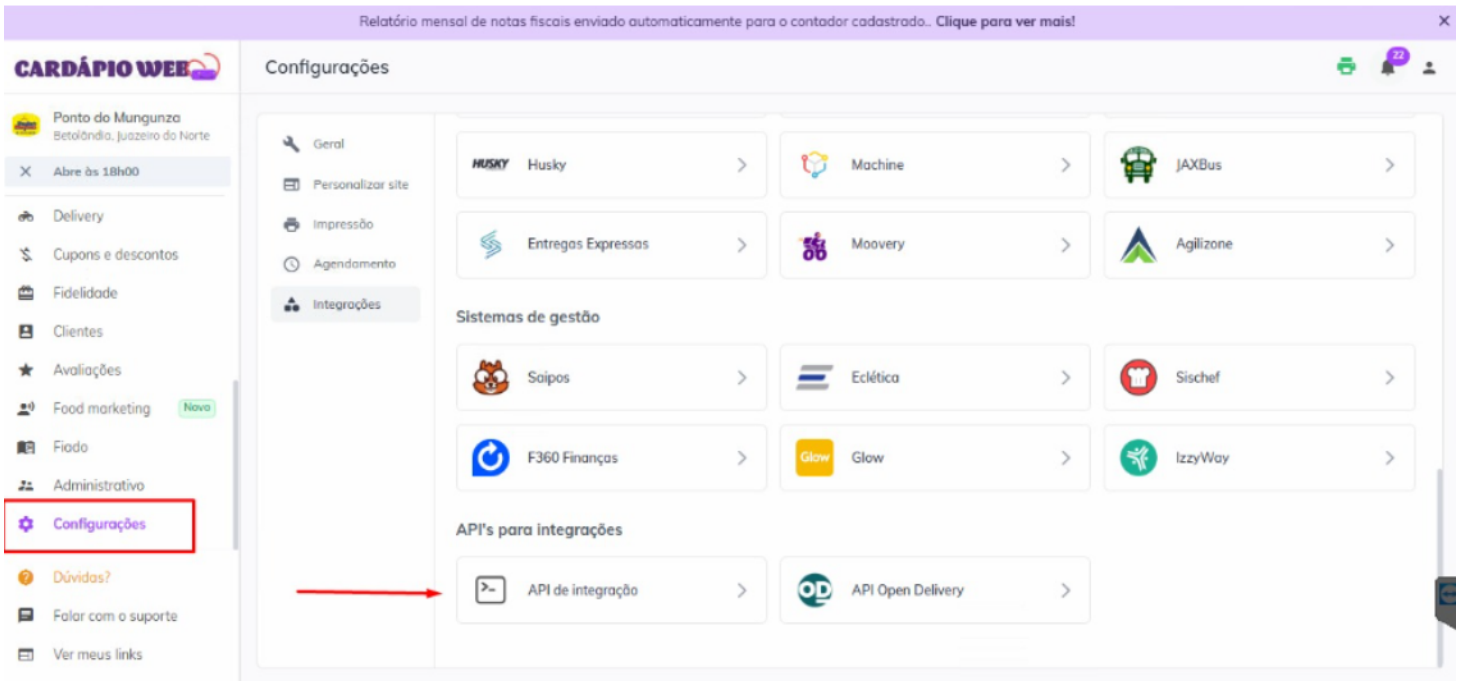 Relatório mensal de notas fiscais enviado automaticamente para o contador cadastrado.. Clique para ver mais!
CARDÁPIO WEB
Configurações
22
Ponto do Mungunza
Betolândia, Juazeiro do Norte
Abre às 18h00
Delivery
Cupons e descontos
Fidelidade
Clientes
Avaliações
Food marketing Novo
Fiado
Administrativo
Configurações
Dúvidas?
Falar com o suporte
Ver meus links
Geral
Personalizar site
Impressão
Agendamento
Integrações
HUSKY Husky
Machine
JAXBus
Entregas Expressas
Moovery
Agilizone
Sistemas de gestão
Saipos
Eclética
Sischef
F360 Finanças
Glow Glow
IzzyWay
API's para integrações
API de integração
OD API Open Delivery